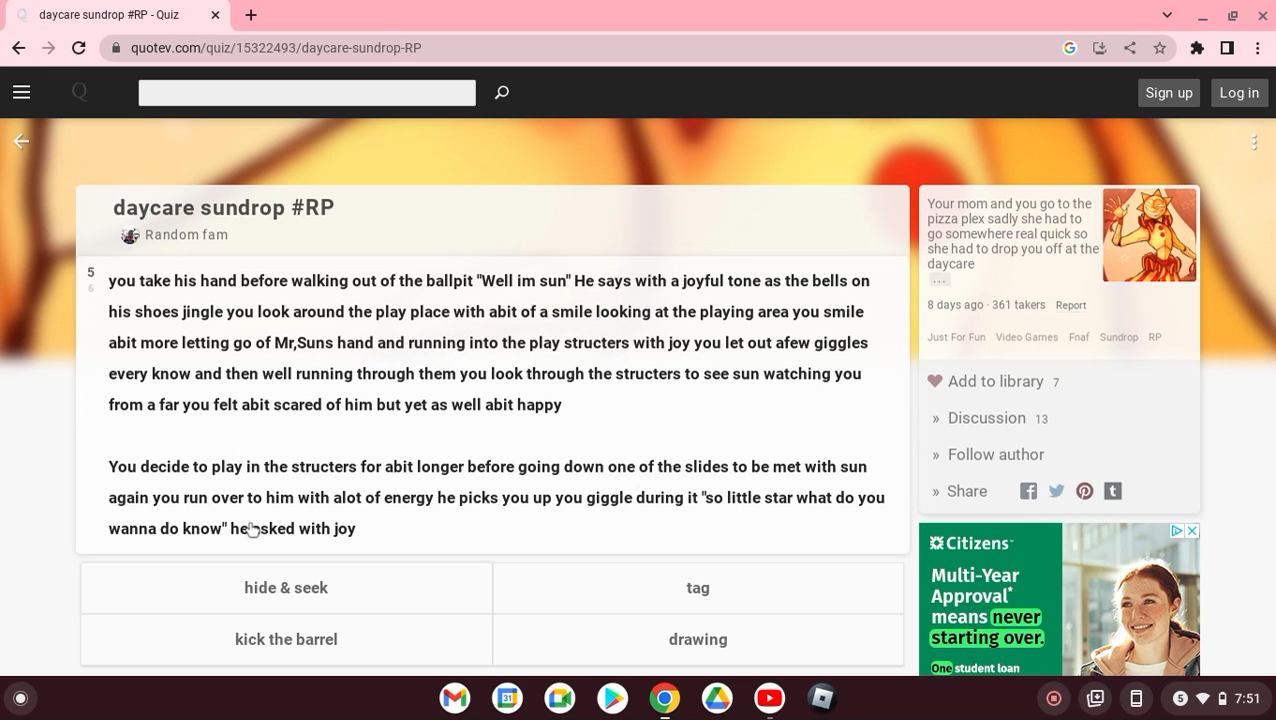 daycare sundrop #RP - Quiz
quotev.com/quiz/15322493/daycare-sundrop-RP
Q
Sign up
Log in
daycare sundrop #RP
Random fam
5
6
you take his hand before walking out of the ballpit "Well im sun" He says with a joyful tone as the bells on
his shoes jingle you look around the play place with abit of a smile looking at the playing area you smile
abit more letting go of Mr,Suns hand and running into the play structers with joy you let out afew giggles
every know and then well running through them you look through the structers to see sun watching you
from a far you felt abit scared of him but yet as well abit happy
You decide to play in the structers for abit longer before going down one of the slides to be met with sun
again you run over to him with alot of energy he picks you up you giggle during it "so little star what do you
wanna do know" he asked with joy
hide & seek
tag
kick the barrel
drawing
Your mom and you go to the
pizza plex sadly she had to
go somewhere real quick so
she had to drop you off at the
daycare
...
8 days ago · 361 takers Report
Just For Fun Video Games Fnaf Sundrop RP
Add to library 7
» Discussion 13
» Follow author
» Share
Citizens™
Multi-Year
Approval*
means never
starting over.
One student loan
31
5
7:51